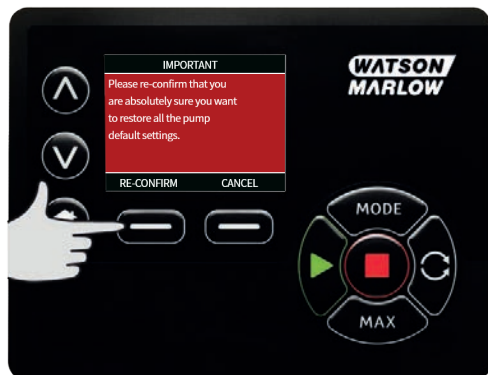 IMPORTANT
Please re-confirm that you
are absolutely sure you want
to restore all the pump
default settings.
RE-CONFIRM CANCEL
WATSON
MARLOW
MODE
MAX